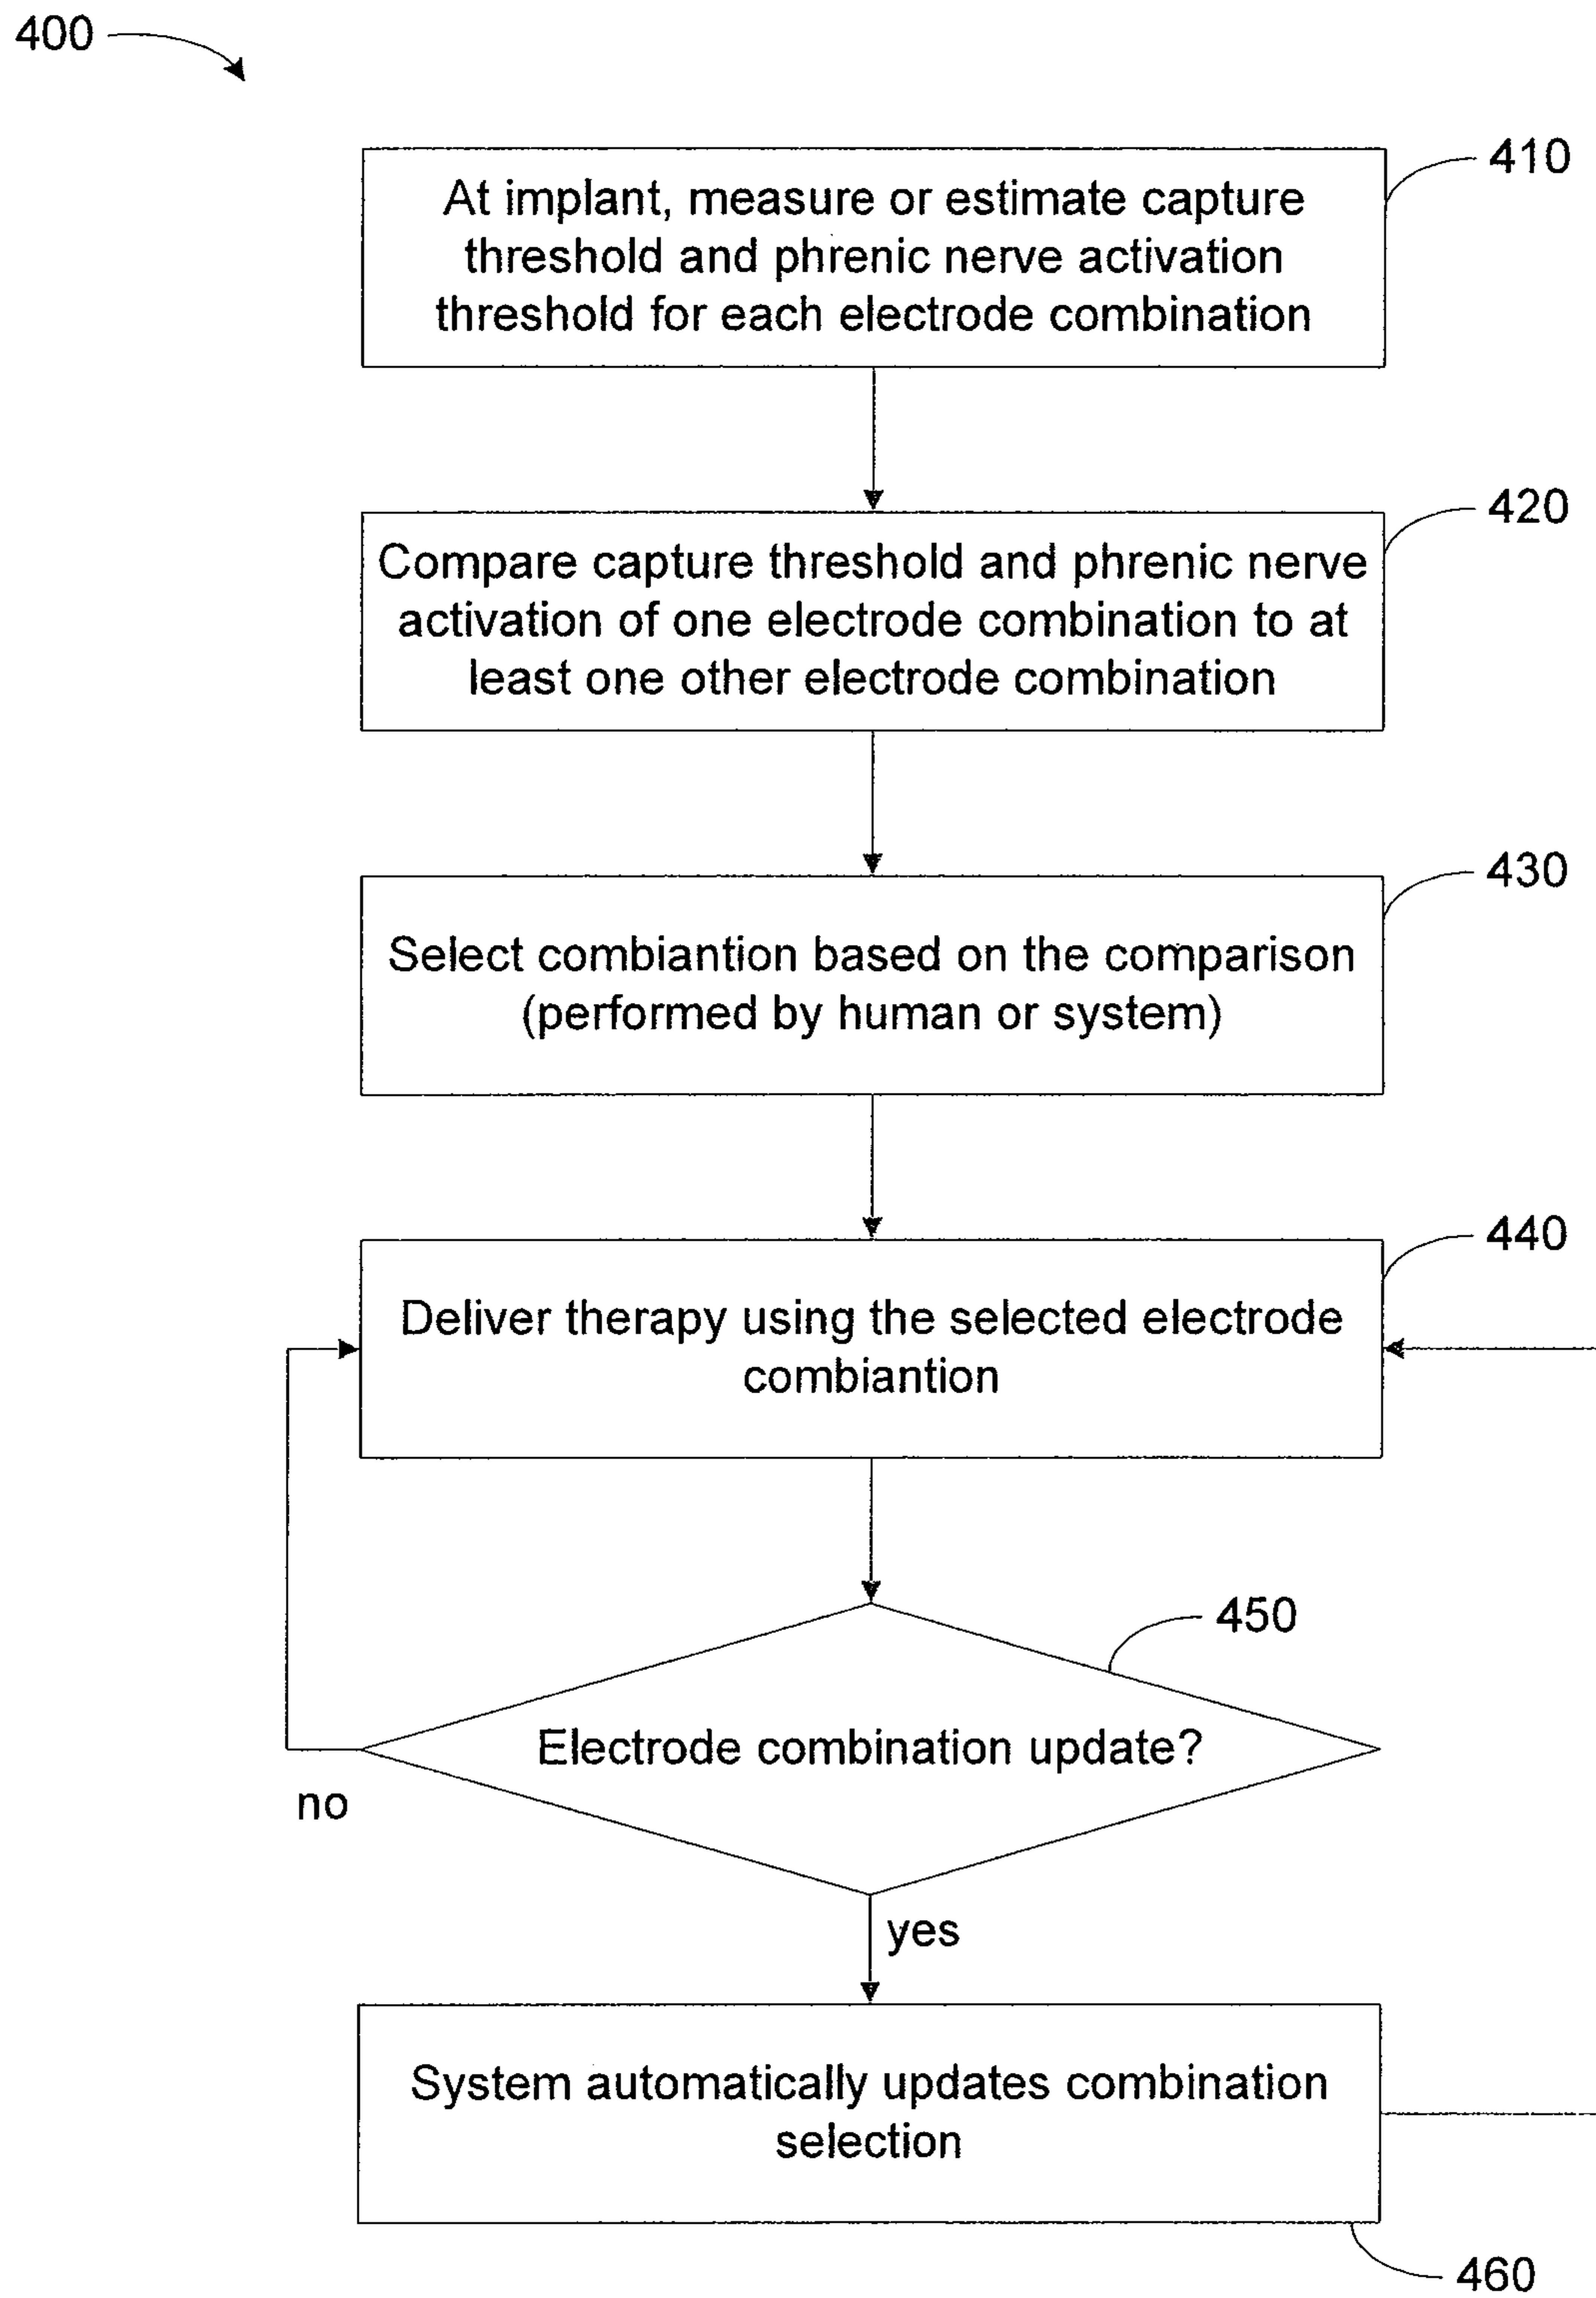 400
410
At implant, measure or estimate capture
threshold and phrenic nerve activation
threshold for each electrode combination
420
Compare capture threshold and phrenic nerve
activation of one electrode combination to at
least one other electrode combination
430
Select combiantion based on the comparison
(performed by human or system)
440
Deliver therapy using the selected electrode
combiantion
450
Electrode combination update?
no
yes
System automatically updates combination
selection
460